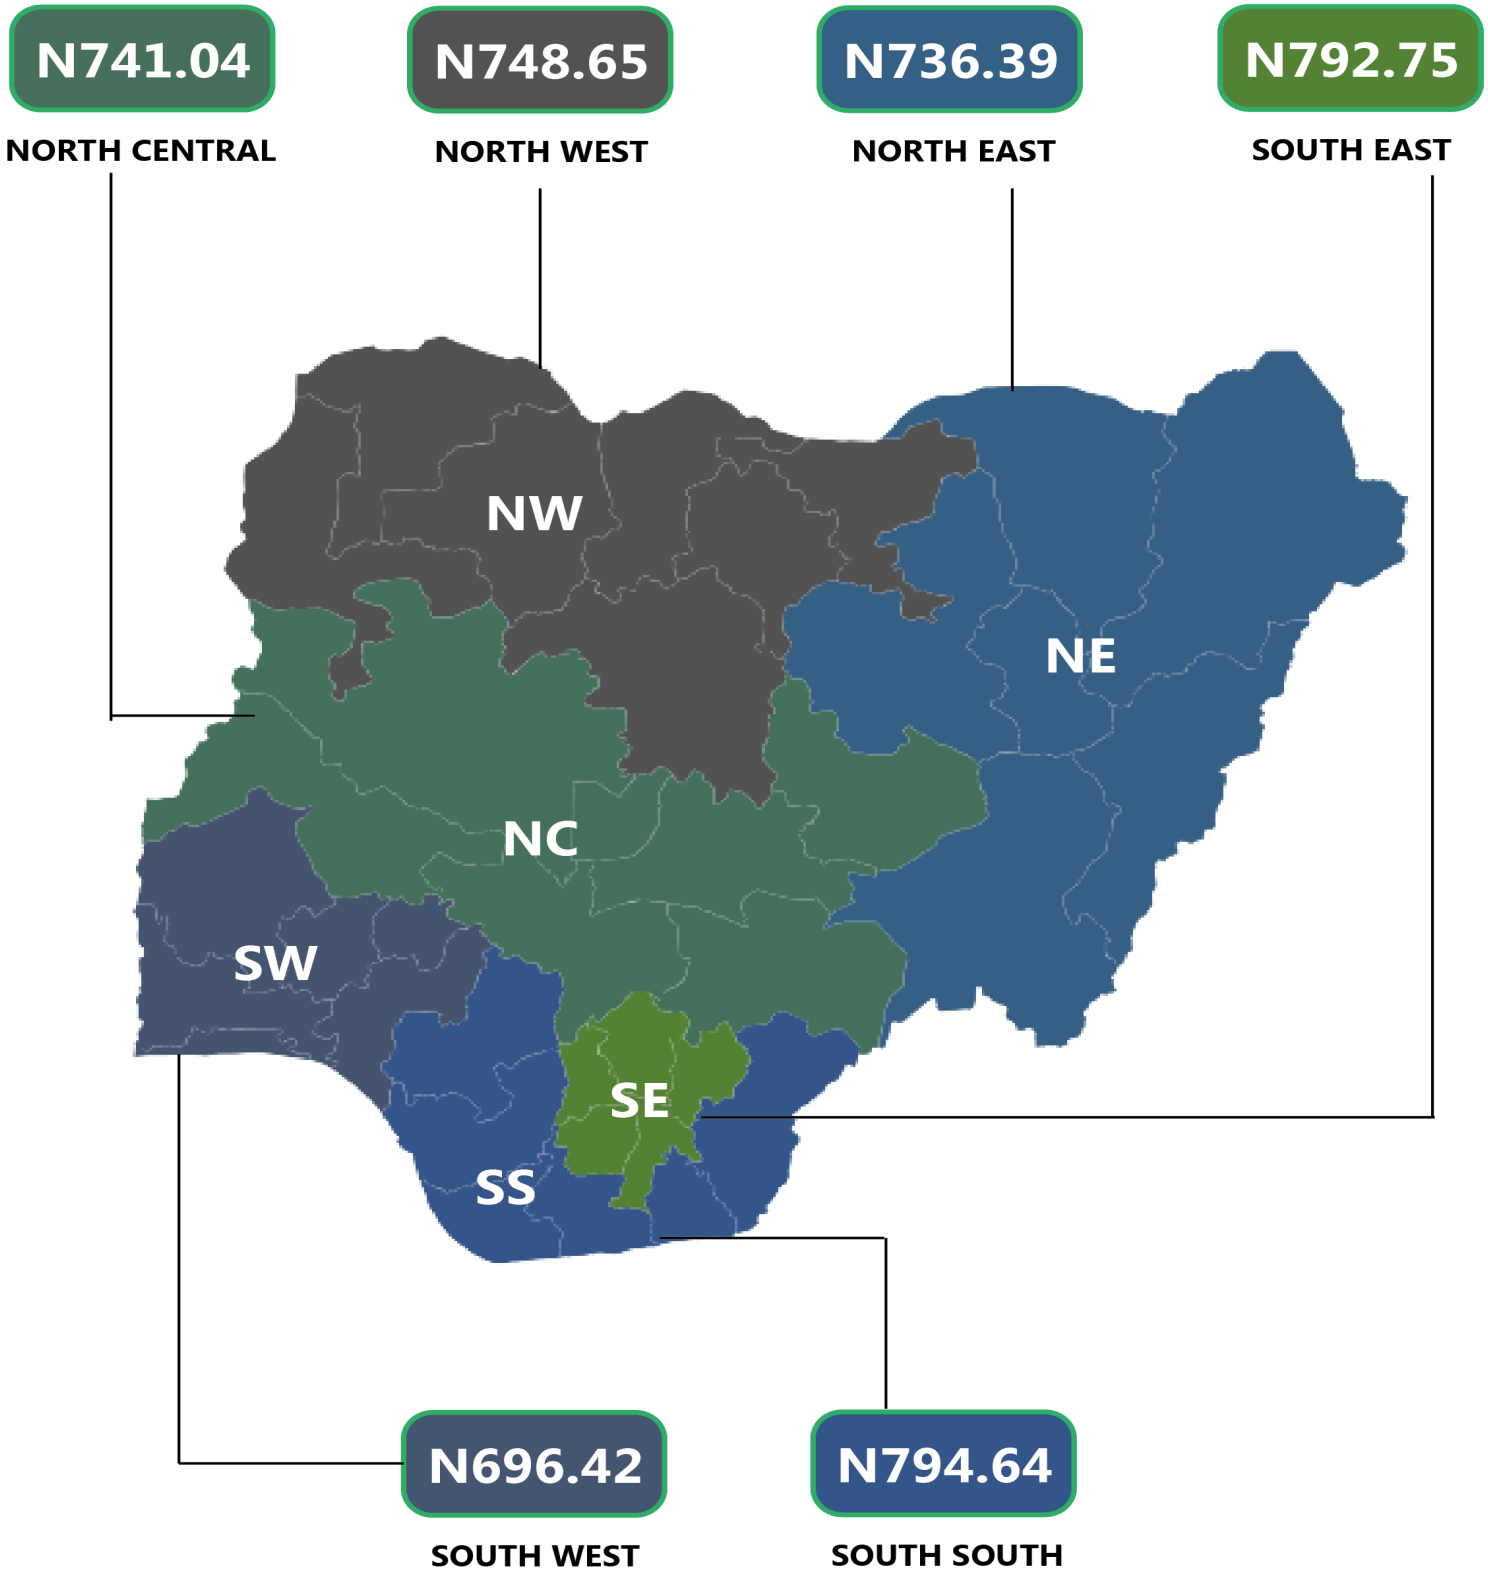 N741.04
NORTH CENTRAL
N748.65
NORTH WEST
N736.39
NORTH EAST
N792.75
SOUTH EAST
NW
NE
NC
SW
SE
SS
N696.42
SOUTH WEST
N794.64
SOUTH SOUTH